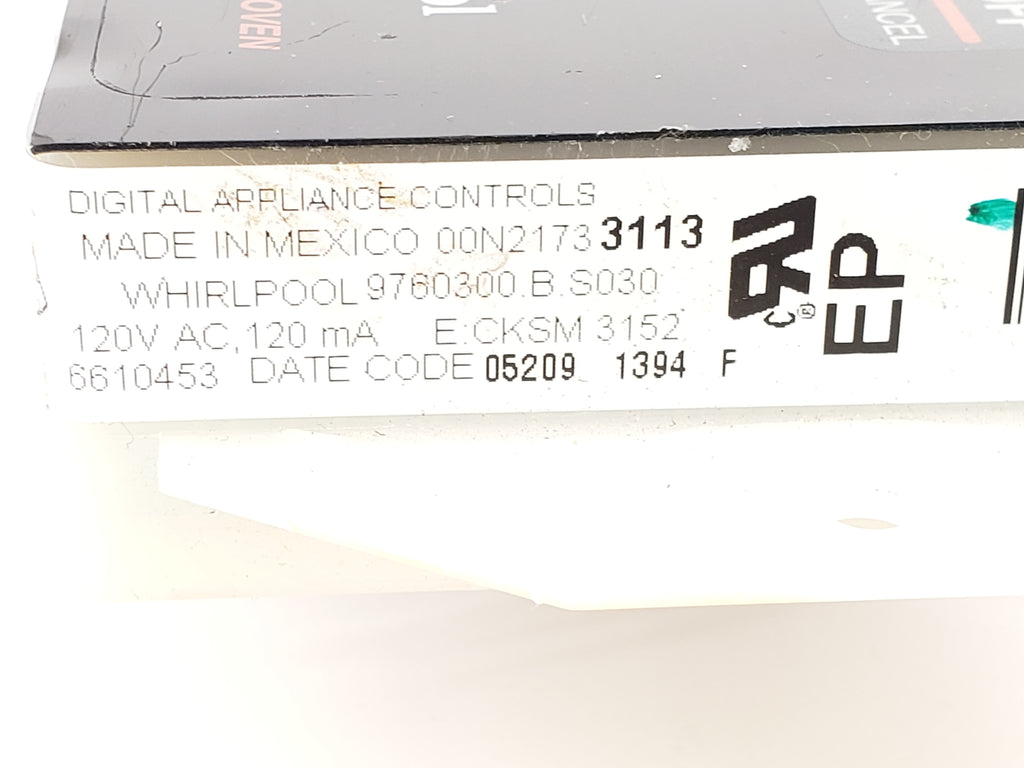 OVEN
CANCEL
DIGITAL APPLIANCE CONTROLS
MADE IN MEXICO 00N2173 3113
WHIRLPOOL 9760300.B.S030
120V AC, 120 mA E:CKSM 3152
6610453 DATE CODE 05209 1394 F
EP